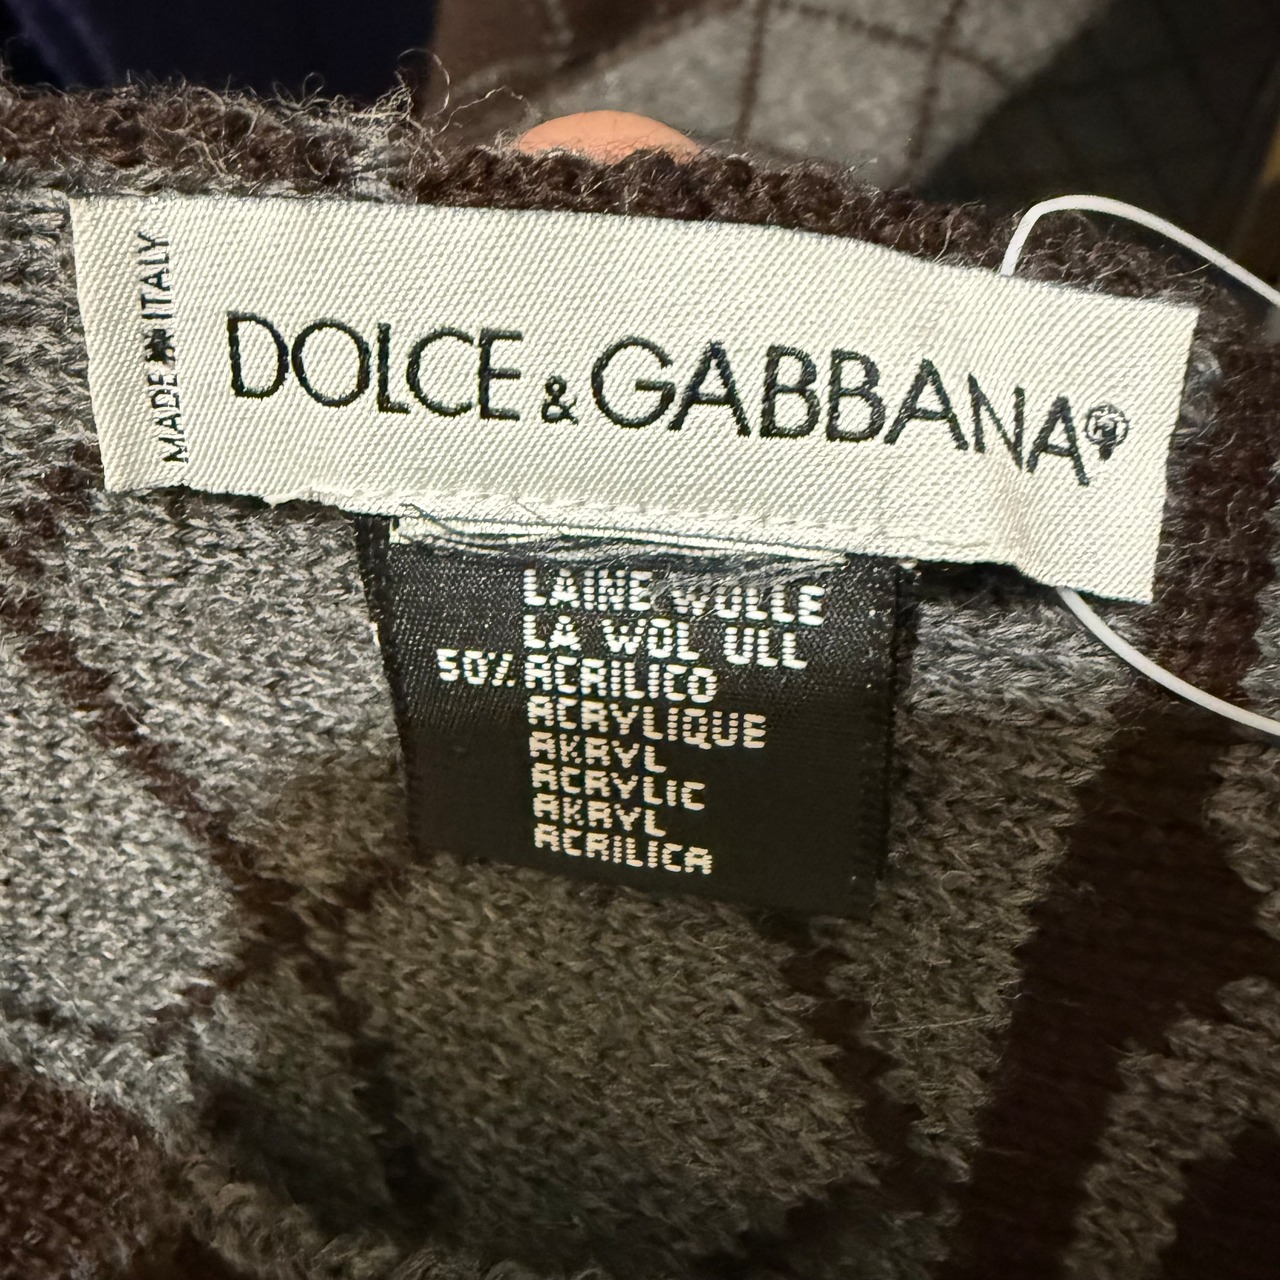 MADE IN ITALY
DOLCE & GABBANA®
LAINE WOLLE
LA WOL ULL
50% ACRILICO
ACRYLIQUE
AKRYL
ACRYLIC
AKRYL
ACRILICA